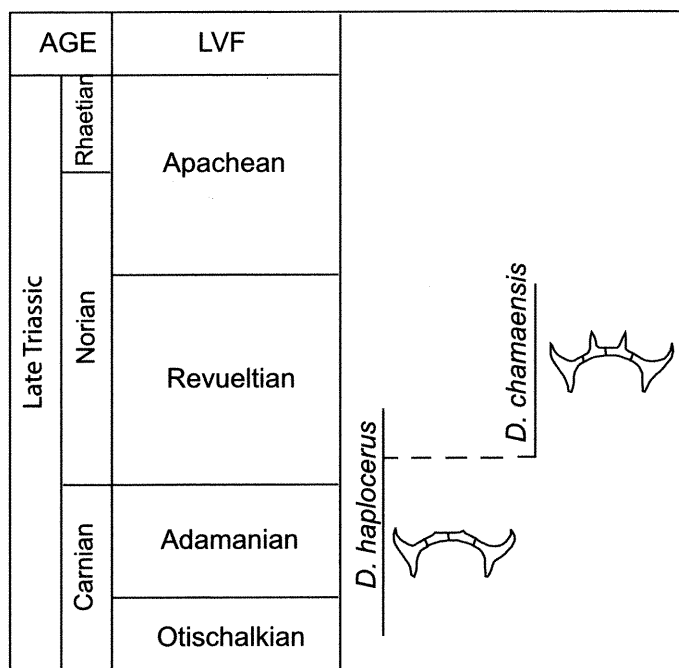 AGE
LVF
Late Triassic
Rhaetian
Norian
Carnian
Apachean
Revueltian
Adamanian
Otischalkian
D. haplocerus
D. chamaensis